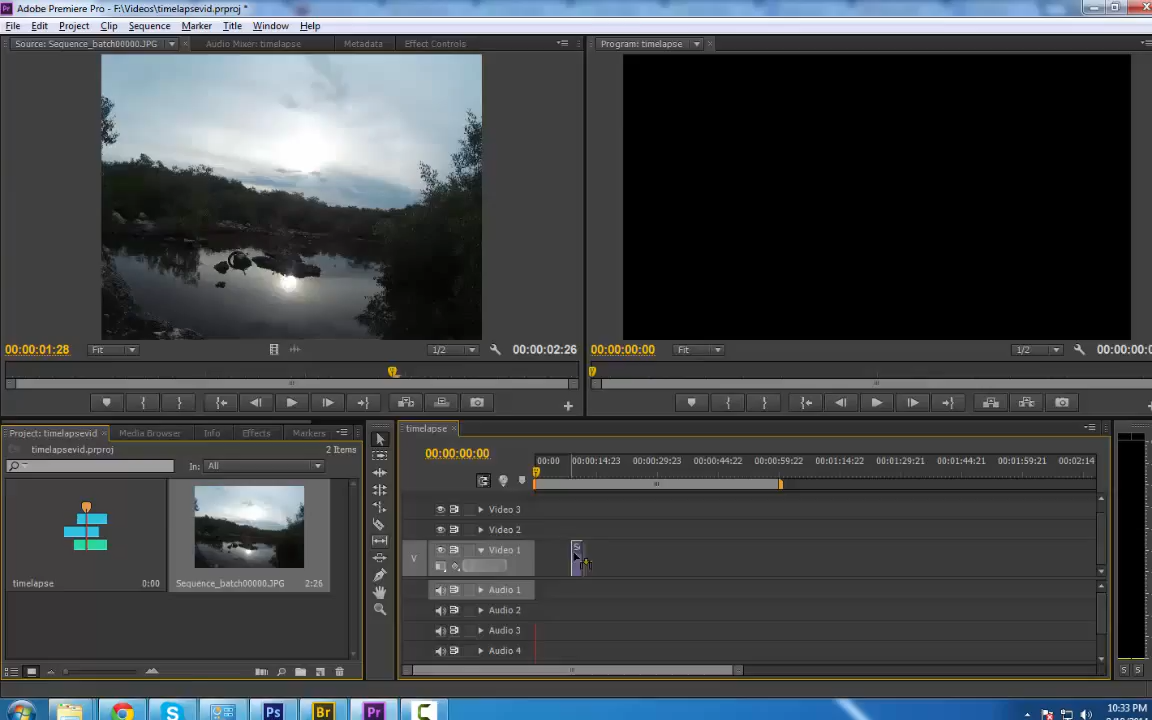 Adobe Premiere Pro - F:\Videos\timelapsevid.prproj *
File Edit Project Clip Sequence Marker Title Window Help
Source: Sequence_batch00000.JPG Audio Mixer: timelapse Metadata Effect Controls
Program: timelapse
00:00:01:28 Fit 1/2 00:00:02:26
00:00:00:00 Fit 1/2 00:00:00:0
Project: timelapsevid Media Browser Info Effects Markers
timelapsevid.prproj 2 Items
In: All
timelapse 0:00
Sequence_batch00000.JPG 2:26
timelapse
00:00:00:00
00:00 00:00:14:23 00:00:29:23 00:00:44:22 00:00:59:22 00:01:14:22 00:01:29:21 00:01:44:21 00:01:59:21 00:02:14
Video 3
Video 2
V Video 1
S
Audio 1
Audio 2
Audio 3
Audio 4
S S
Ps Br Pr
10:33 PM